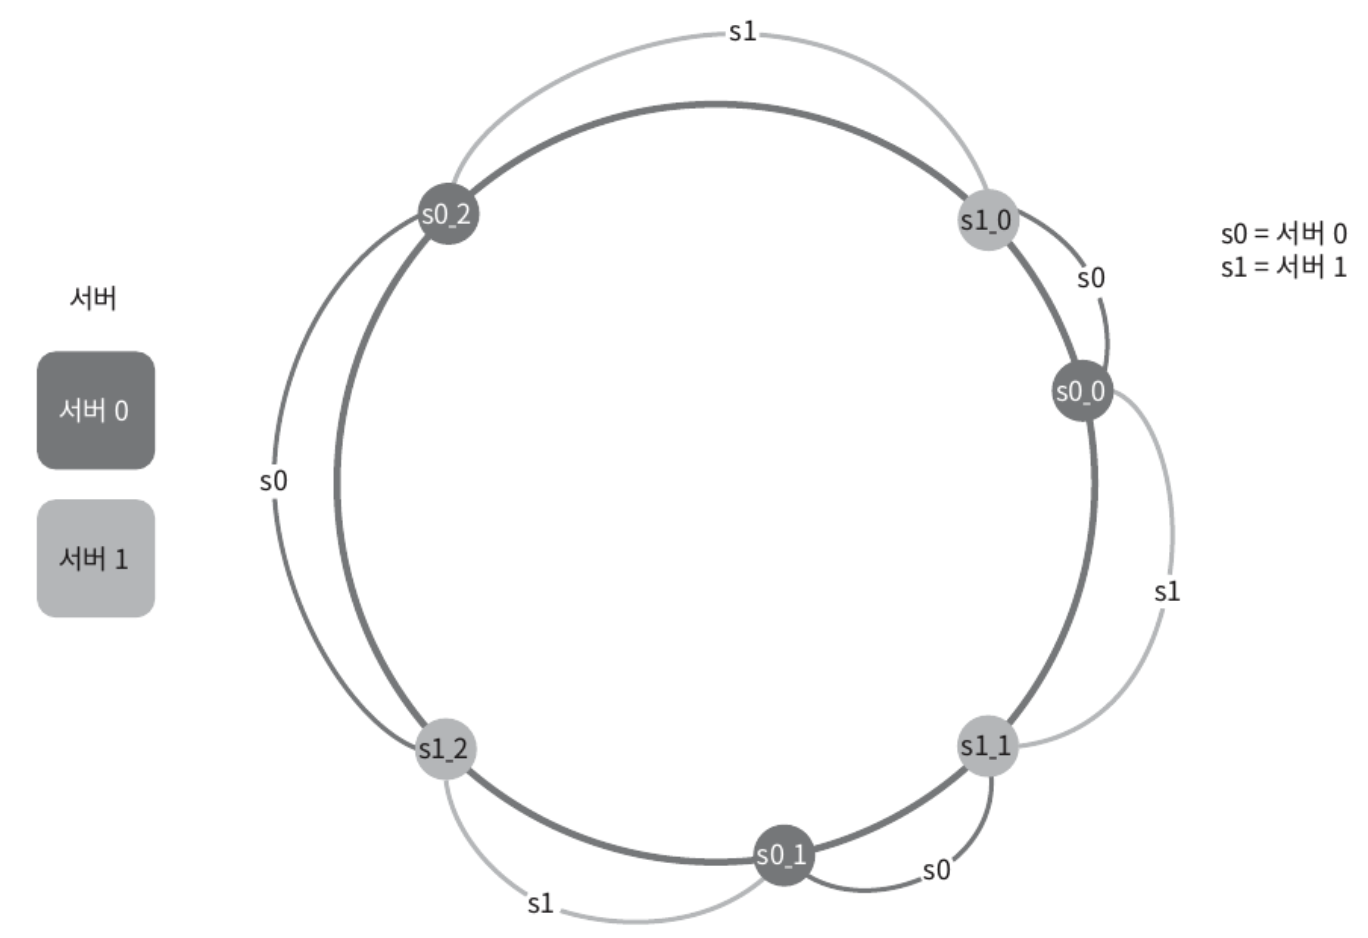 s1
s0_2
s1_0
s0 = 서버 0
s1 = 서버 1
s0
서버
s0_0
서버 0
s0
서버 1
s1
s1_2
s1_1
s0_1
s0
s1